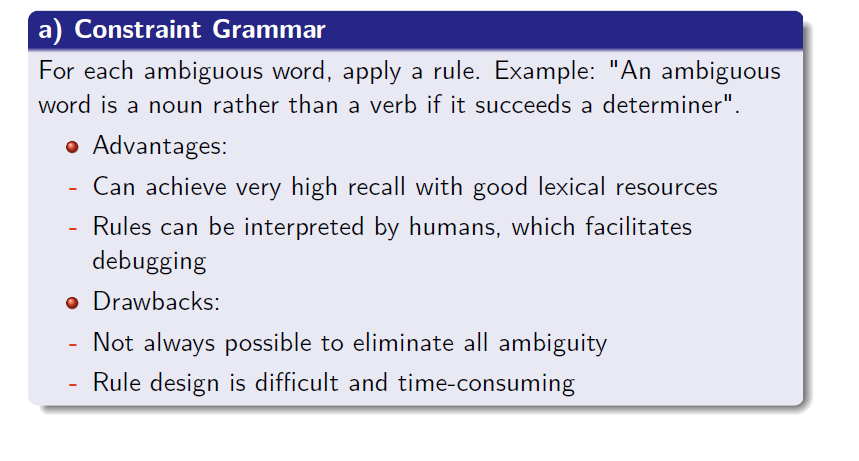 a) Constraint Grammar
For each ambiguous word, apply a rule. Example: "An ambiguous
word is a noun rather than a verb if it succeeds a determiner".
Advantages:
- Can achieve very high recall with good lexical resources
- Rules can be interpreted by humans, which facilitates
debugging
Drawbacks:
- Not always possible to eliminate all ambiguity
- Rule design is difficult and time-consuming